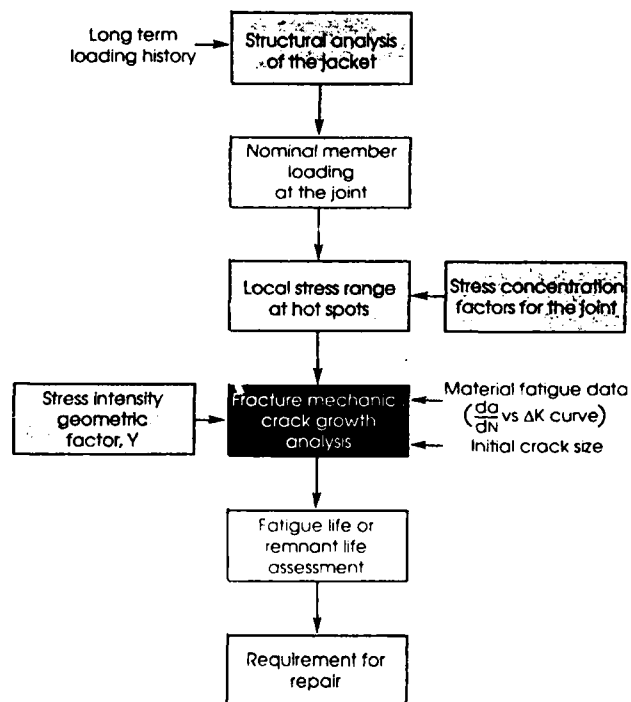 Long term
loading history
Structural analysis
of the jacket
Nominal member
loading
at the joint
Local stress range
at hot spots
Stress concentration
factors for the joint
Stress intensity
geometric
factor, Y
Fracture mechanic
crack growth
analysis
Material fatigue data
(da/dN vs ΔK curve)
Initial crack size
Fatigue life or
remnant life
assessment
Requirement for
repair